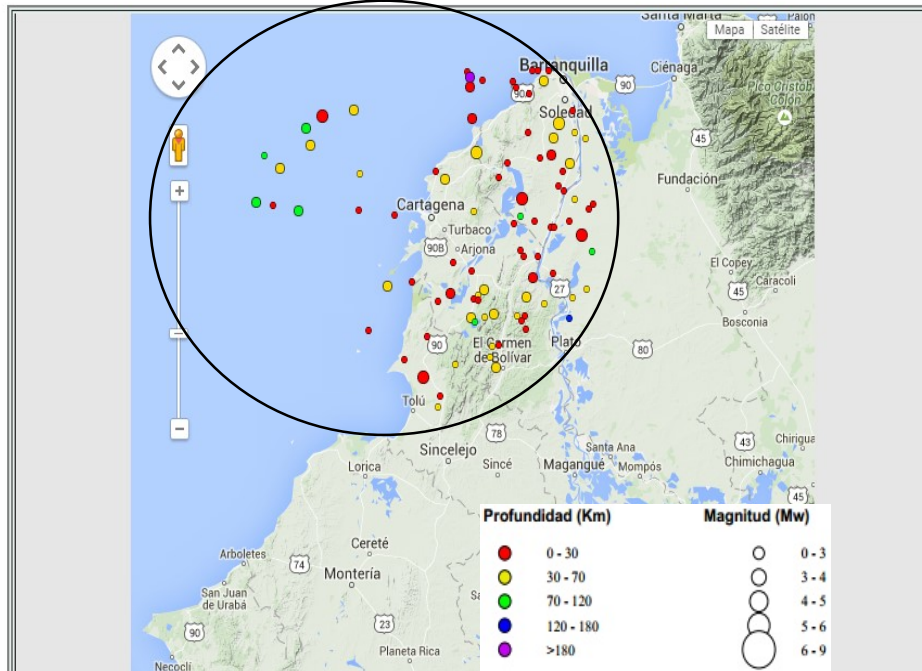 Santa Marta
Mapa
Satélite
Barranquilla
Ciénaga
90
90
Pico Cristóbal
Colón
Soledad
45
Fundación
Cartagena
Turbaco
90B
Arjona
El Copey
Caracolí
27
45
Bosconia
90
El Carmen
de Bolívar
Plato
80
Tolú
78
43
Sincelejo
Santa Ana
Lorica
Sincé
Magangué
Mompós
Chimichagua
45
Profundidad (Km)
Magnitud (Mw)
0 - 30
0 - 3
30 - 70
3 - 4
70 - 120
4 - 5
120 - 180
5 - 6
>180
6 - 9
Arboletes
74
Cereté
Montería
San Juan
de Urabá
90
23
Planeta Rica
Necoclí